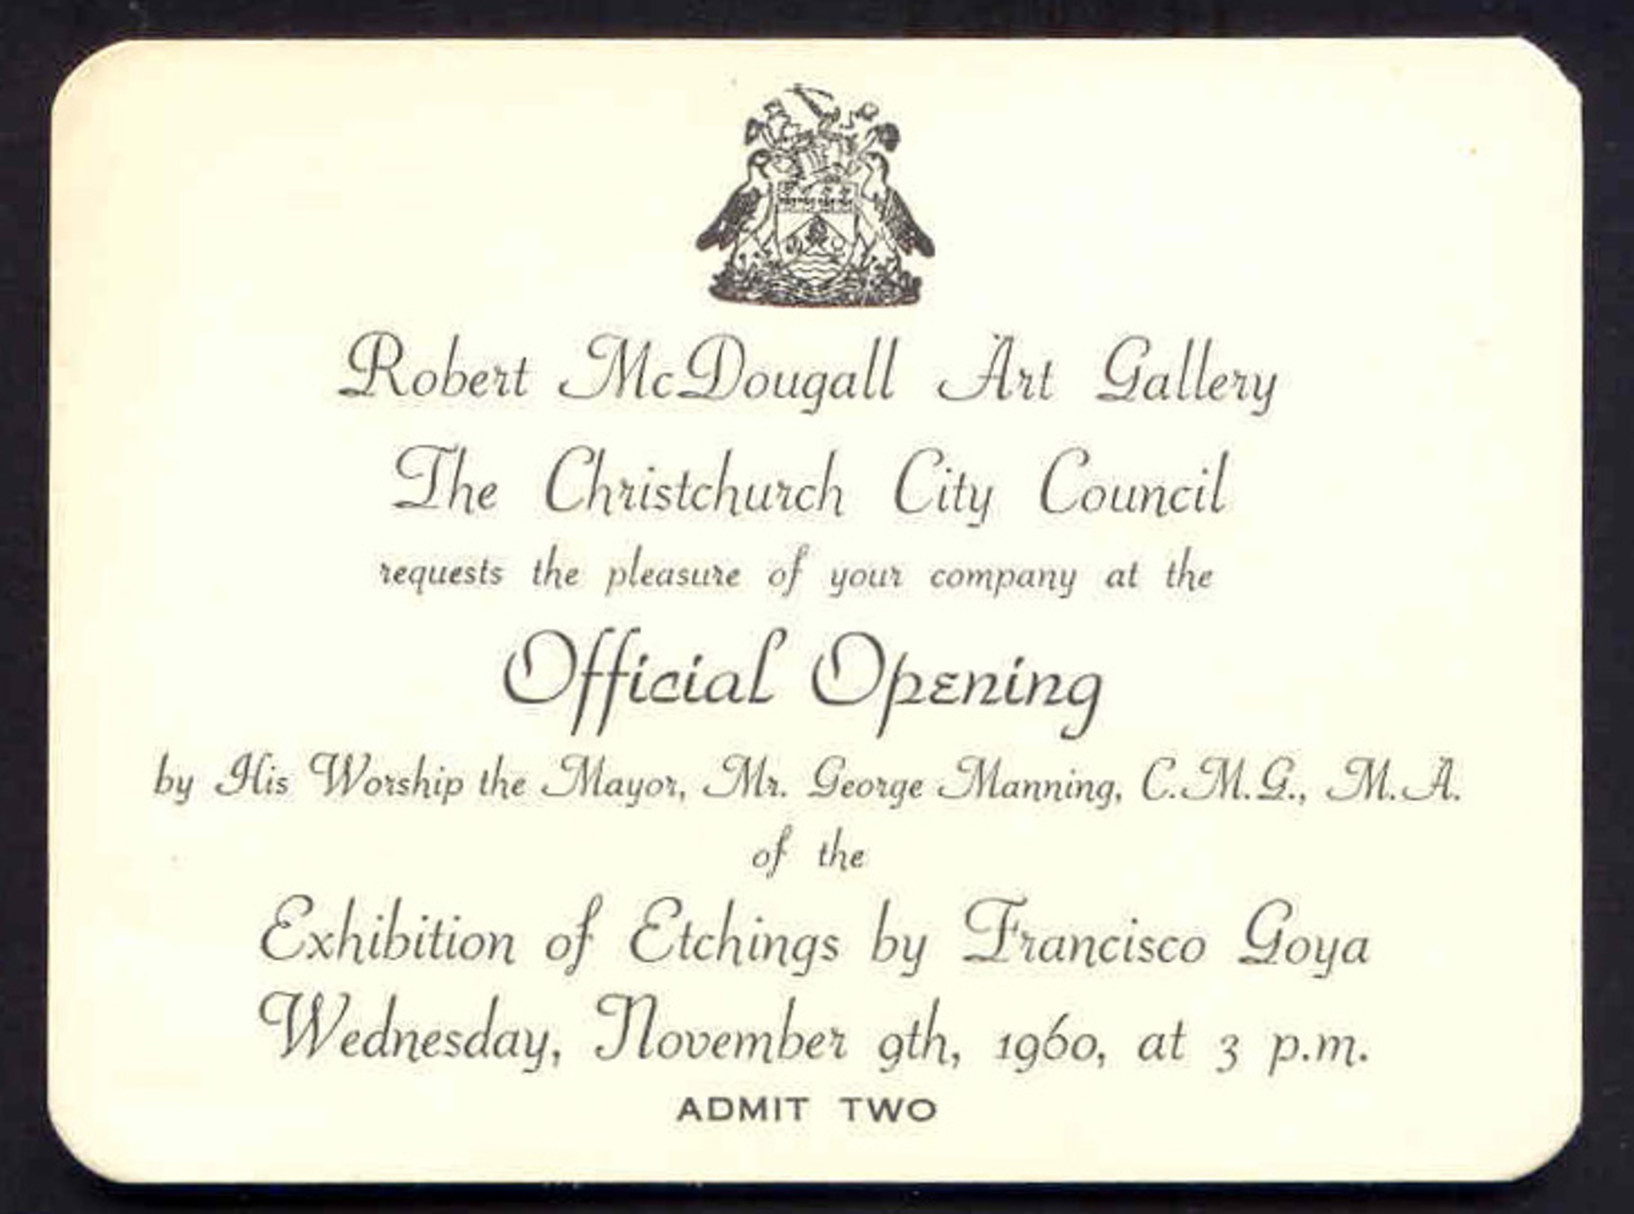 Robert McDougall Art Gallery
The Christchurch City Council
requests the pleasure of your company at the
Official Opening
by His Worship the Mayor, Mr. George Manning, C.M.G., M.A.
of the
Exhibition of Etchings by Francisco Goya
Wednesday, November 9th, 1960, at 3 p.m.
ADMIT TWO